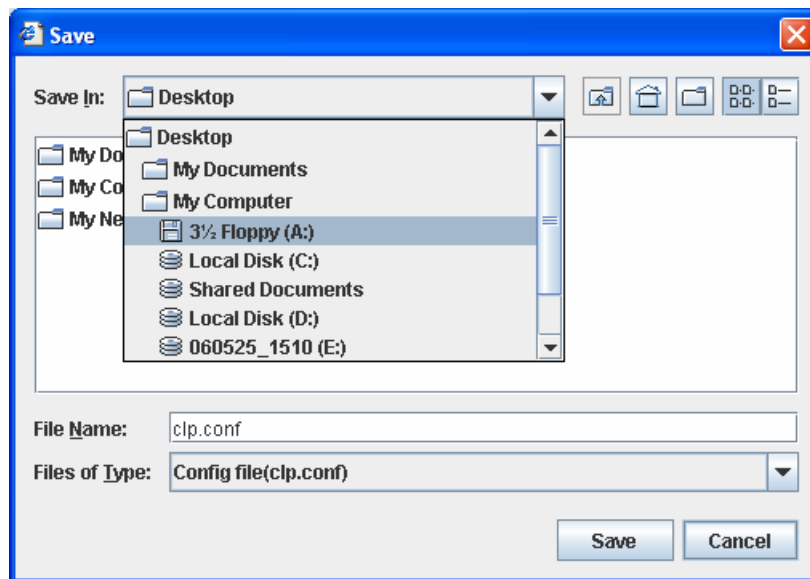 Save
Save In: Desktop
Desktop
My Do
My Documents
My Co
My Computer
My Ne
3½ Floppy (A:)
Local Disk (C:)
Shared Documents
Local Disk (D:)
060525_1510 (E:)
File Name: clp.conf
Files of Type: Config file(clp.conf)
Save Cancel